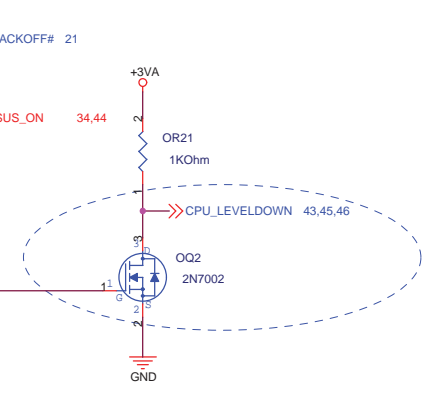 ACKOFF# 21
+3VA
SUS_ON 34,44
2
OR21
1KOhm
1
CPU_LEVELDOWN 43,45,46
3
3 D
OQ2
2N7002
1 1
G
2 S
2
GND